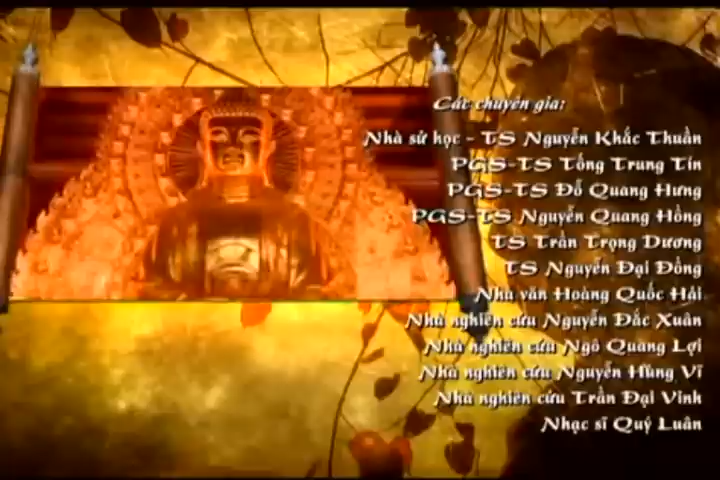 Các chuyên gia:
Nhà sử học - TS Nguyễn Khắc Thuần
PGS-TS Tống Trung Tín
PGS-TS Đỗ Quang Hưng
PGS-TS Nguyễn Quang Hồng
TS Trần Trọng Dương
TS Nguyễn Đại Đồng
Nhà văn Hoàng Quốc Hải
Nhà nghiên cứu Nguyễn Đắc Xuân
Nhà nghiên cứu Ngô Quang Lợi
Nhà nghiên cứu Nguyễn Hùng Vĩ
Nhà nghiên cứu Trần Đại Vinh
Nhạc sĩ Quý Luân